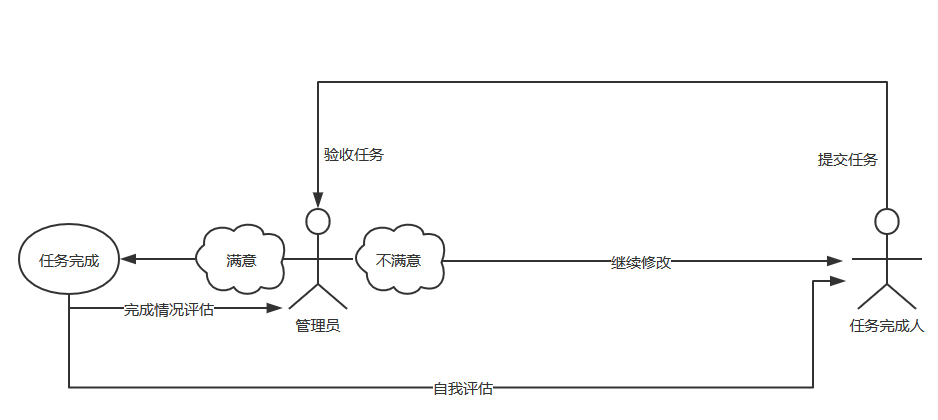 验收任务
提交任务
任务完成
满意
不满意
继续修改
完成情况评估
管理员
任务完成人
自我评估